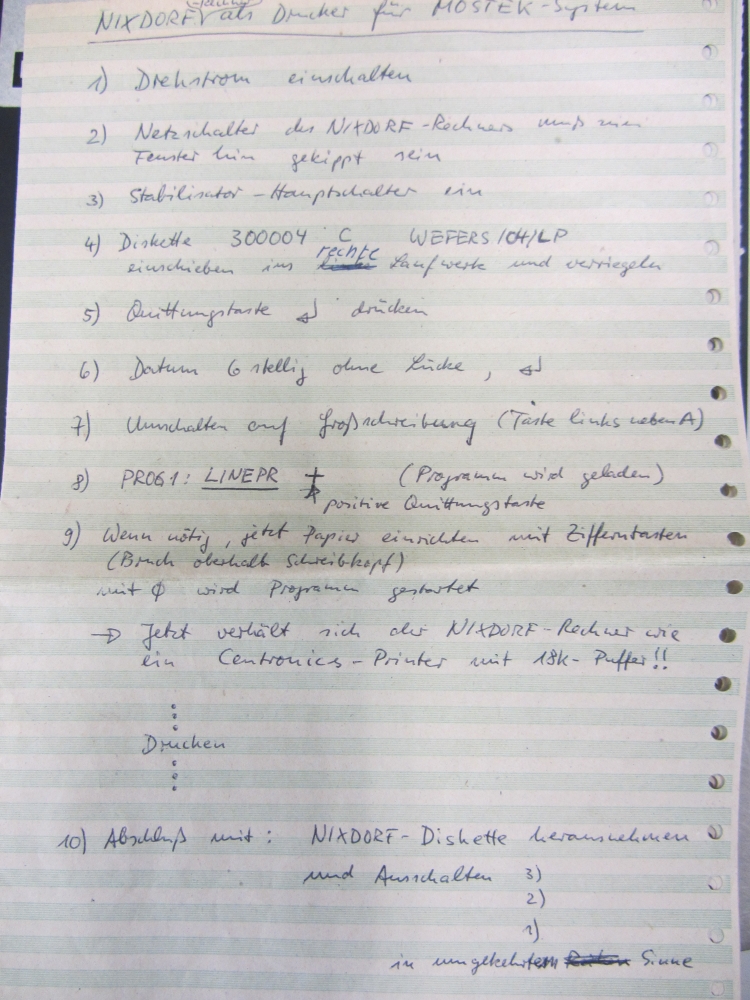 NIXDORF als Drucker für MOSTEK-System
1) Drehstrom einschalten
2) Netzschalter des NIXDORF-Rechners muß zum
Fenster hin gekippt sein
3) Stabilisator-Hauptschalter ein
4) Diskette 300004 C WEFERS/CH/LP
rechte
einschieben ins linke Laufwerk und verriegeln
5) Quittungstaste ↲ drücken
6) Datum 6 stellig ohne Lücke, ↲
7) Umschalten auf Großschreibung (Taste links neben A)
8) PROG1: LINEPR + (Programm wird geladen)
positive Quittungstaste
9) Wenn nötig, jetzt Papier einrichten mit Zifferntasten
(Bruch oberhalb Schreibkopf)
mit Ø wird Programm gestartet
→ Jetzt verhält sich der NIXDORF-Rechner wie
ein Centronics-Printer mit 18K-Puffer!!
Drucken
10) Abschluß mit: NIXDORF-Diskette herausnehmen
und Ausschalten 3)
2)
1)
in umgekehrtem Sinne